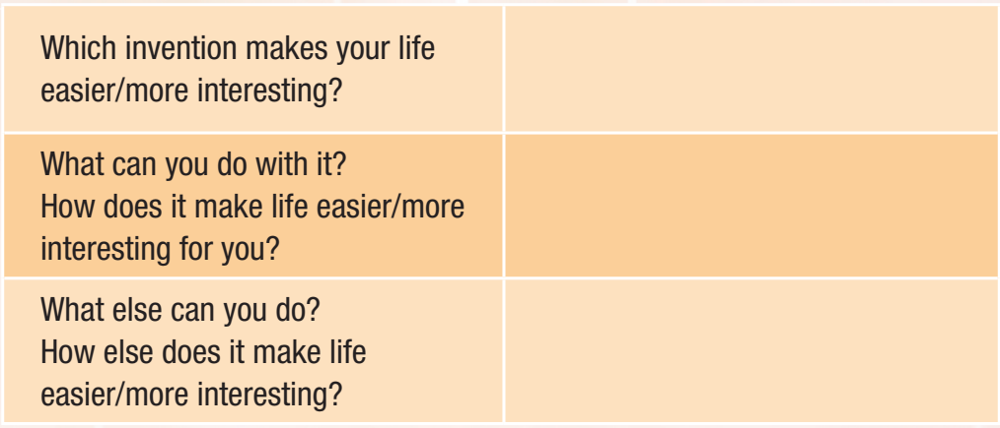 Which invention makes your life
easier/more interesting?
What can you do with it?
How does it make life easier/more
interesting for you?
What else can you do?
How else does it make life
easier/more interesting?